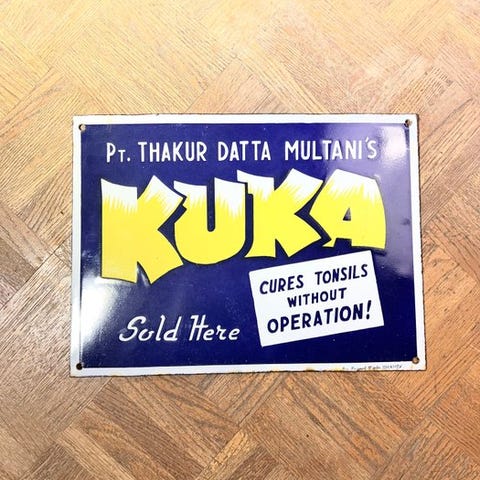 PT. THAKUR DATTA MULTANI'S
KUKA
CURES TONSILS
WITHOUT
OPERATION!
Sold Here